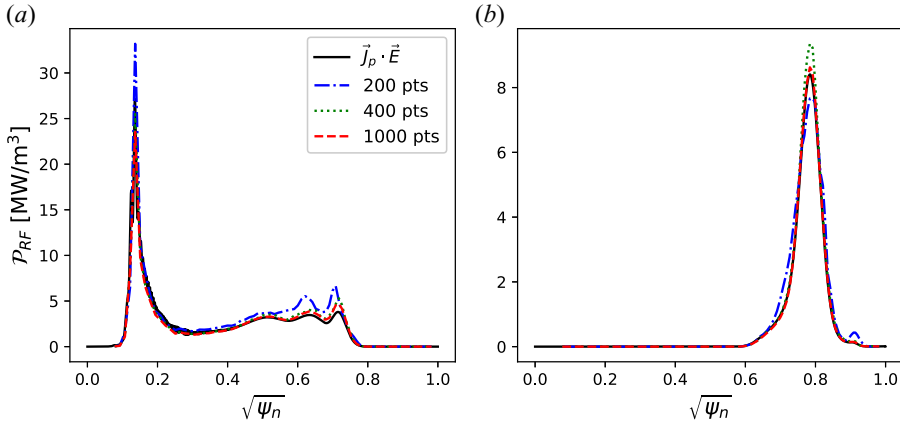 (a)
(b)
30
25
20
15
10
5
0
𝒫_RF [MW/m³]
J⃗_p · E⃗
200 pts
400 pts
1000 pts
0.0 0.2 0.4 0.6 0.8 1.0
√ψ_n
8
6
4
2
0
0.0 0.2 0.4 0.6 0.8 1.0
√ψ_n